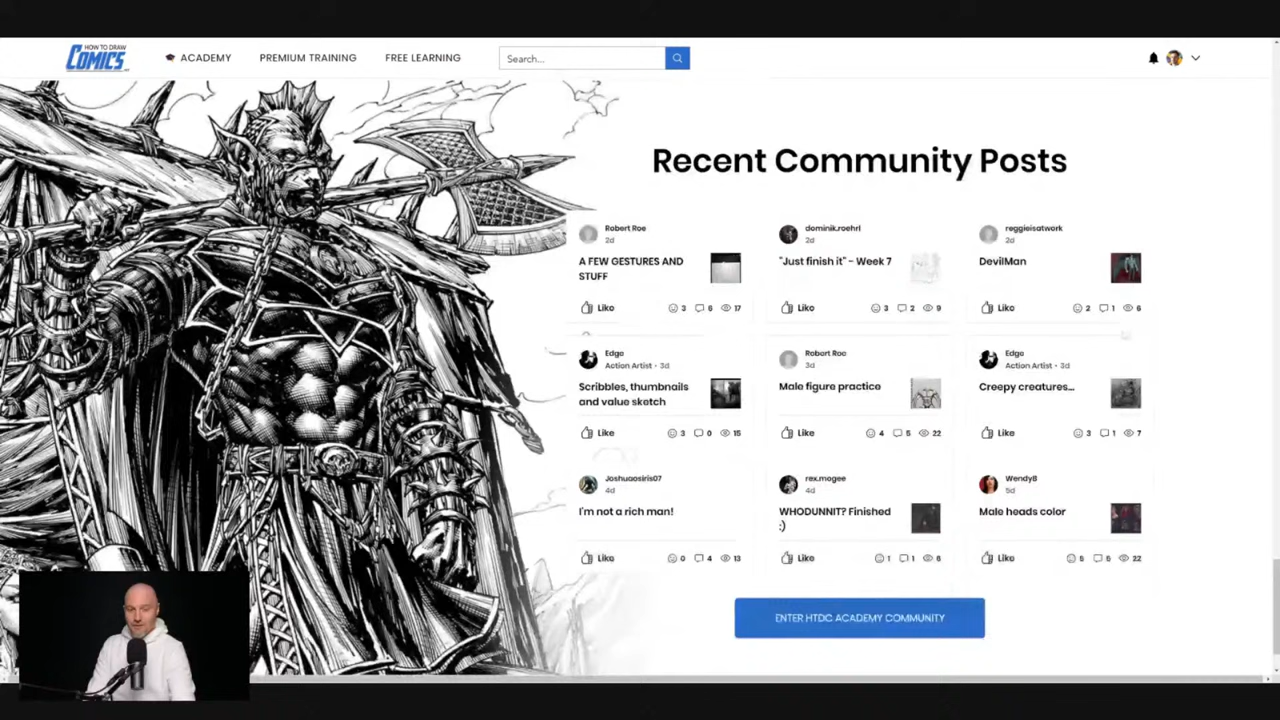 HOW TO DRAW
COMICS
ACADEMY
PREMIUM TRAINING
FREE LEARNING
Search...
Recent Community Posts
Robert Roe
2d
A FEW GESTURES AND
STUFF
Like
3
6
17
dominik.roehrl
2d
"Just finish it" - Week 7
Like
3
2
9
reggieisatwork
2d
DevilMan
Like
2
1
6
Edge
Action Artist • 3d
Scribbles, thumbnails
and value sketch
Like
3
0
15
Robert Roe
3d
Male figure practice
Like
4
5
22
Edge
Action Artist • 3d
Creepy creatures...
Like
3
1
7
Joshuaosiris07
4d
I'm not a rich man!
Like
0
4
13
rex.mogee
4d
WHODUNNIT? Finished
:)
Like
1
1
6
WendyB
5d
Male heads color
Like
5
5
22
ENTER HTDC ACADEMY COMMUNITY